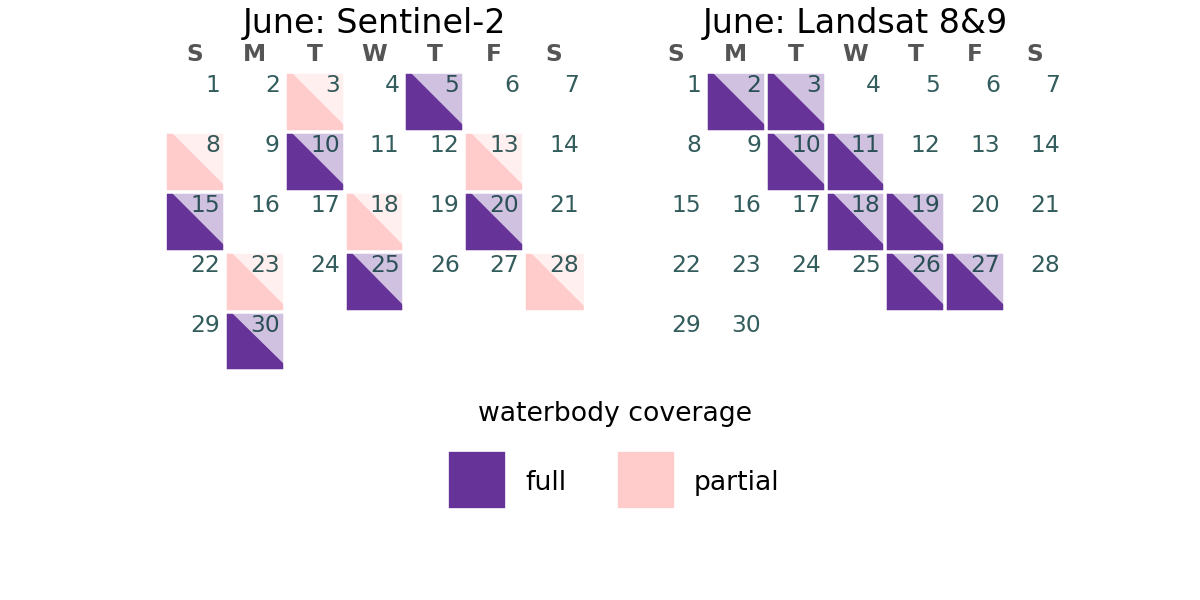 June: Sentinel-2
S M T W T F S
1 2 3 4 5 6 7
8 9 10 11 12 13 14
15 16 17 18 19 20 21
22 23 24 25 26 27 28
29 30
June: Landsat 8&9
S M T W T F S
1 2 3 4 5 6 7
8 9 10 11 12 13 14
15 16 17 18 19 20 21
22 23 24 25 26 27 28
29 30
waterbody coverage
full partial